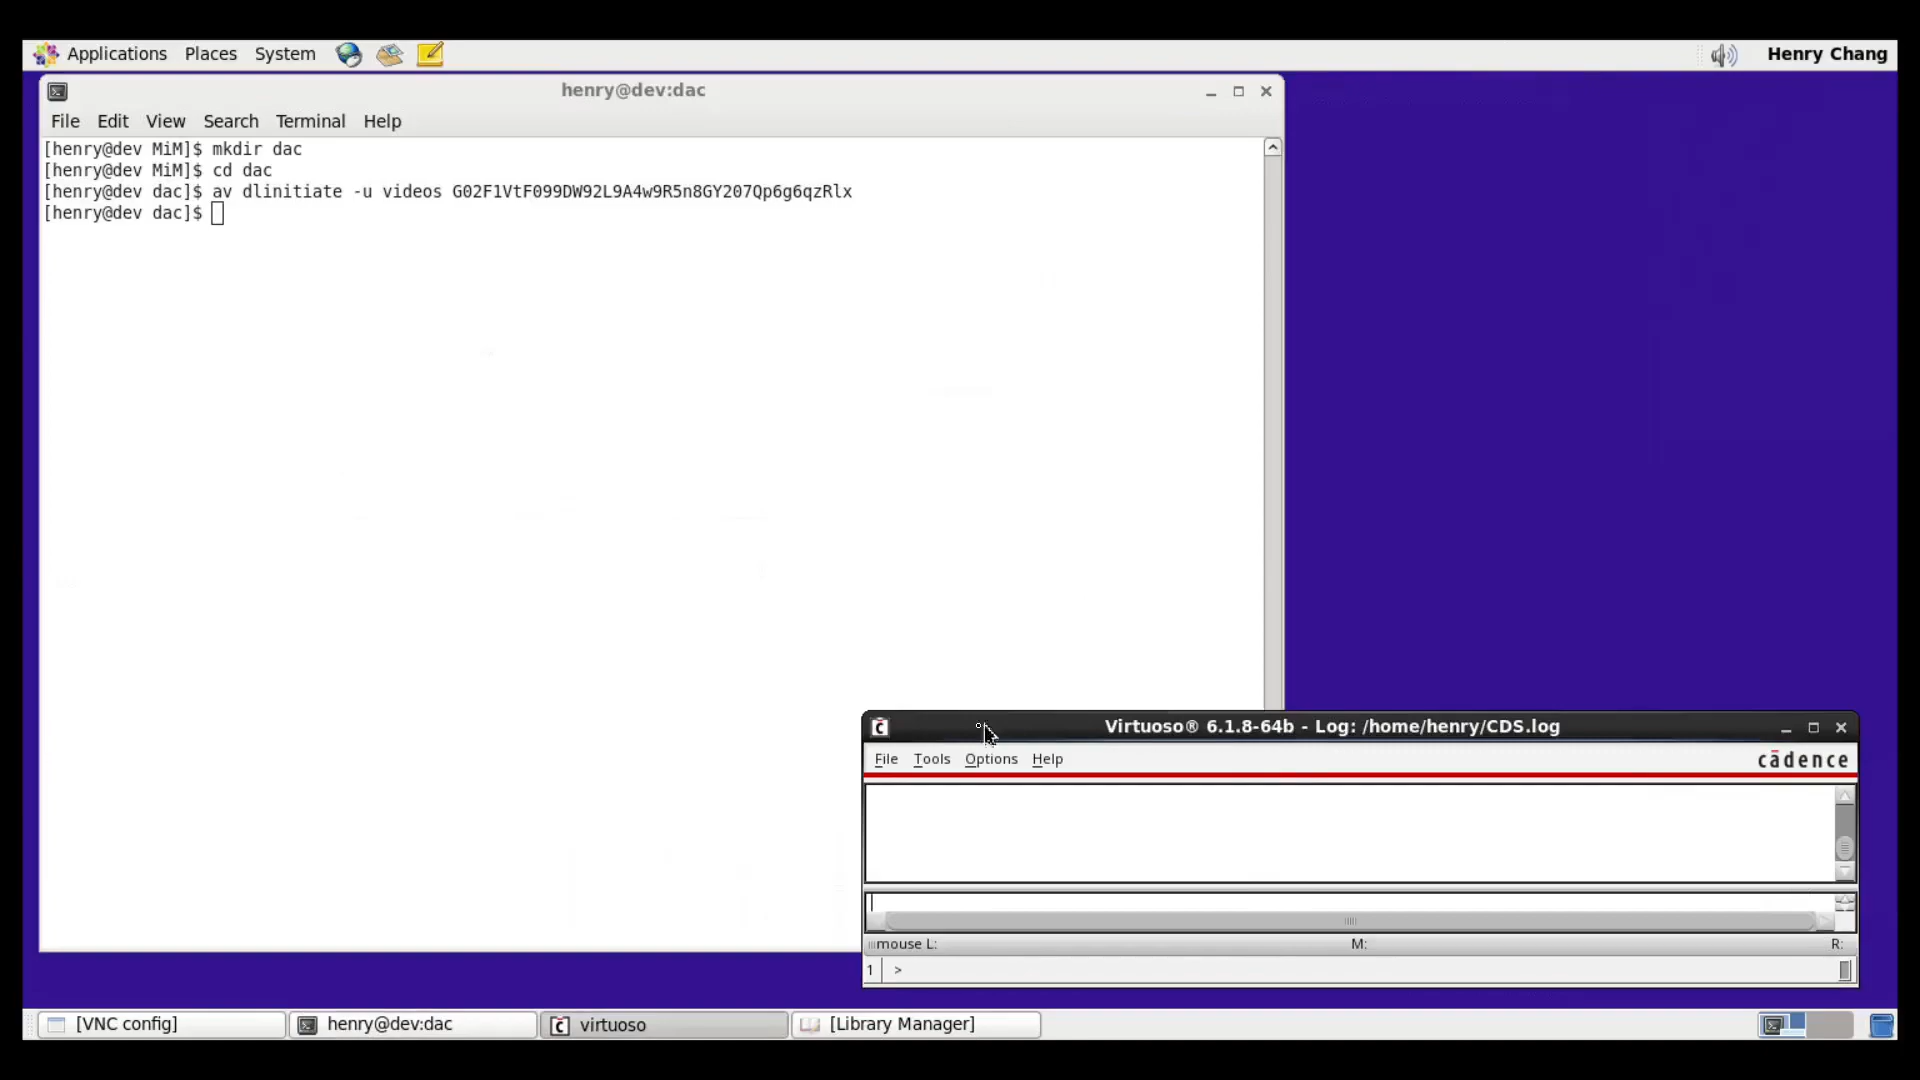 Applications Places System
Henry Chang
henry@dev:dac
File Edit View Search Terminal Help
[henry@dev MiM]$ mkdir dac
[henry@dev MiM]$ cd dac
[henry@dev dac]$ av dlinitiate -u videos G02F1VtF099DW92L9A4w9R5n8GY207Qp6g6qzRlx
[henry@dev dac]$
Virtuoso® 6.1.8-64b - Log: /home/henry/CDS.log
File Tools Options Help
cādence
mouse L: M: R:
1 >
[VNC config] henry@dev:dac virtuoso [Library Manager]